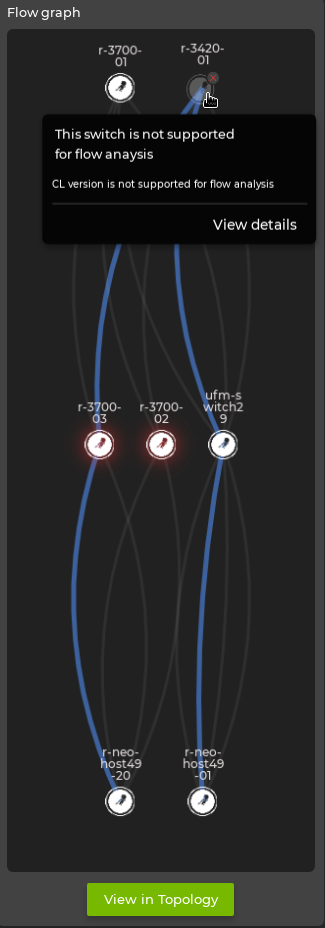 Flow graph
r-3700-
01
r-3420-
01
This switch is not supported
for flow anaysis
CL version is not supported for flow analysis
View details
r-3700-
03
r-3700-
02
ufm-s
witch2
9
r-neo-
host49
-20
r-neo-
host49
-01
View in Topology